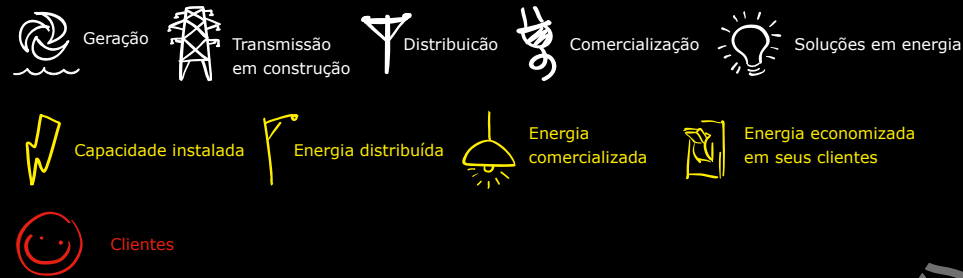 Geração
Transmissão
em construção
Distribuicão
Comercialização
Soluções em energia
Capacidade instalada
Energia distribuída
Energia
comercializada
Energia economizada
em seus clientes
Clientes